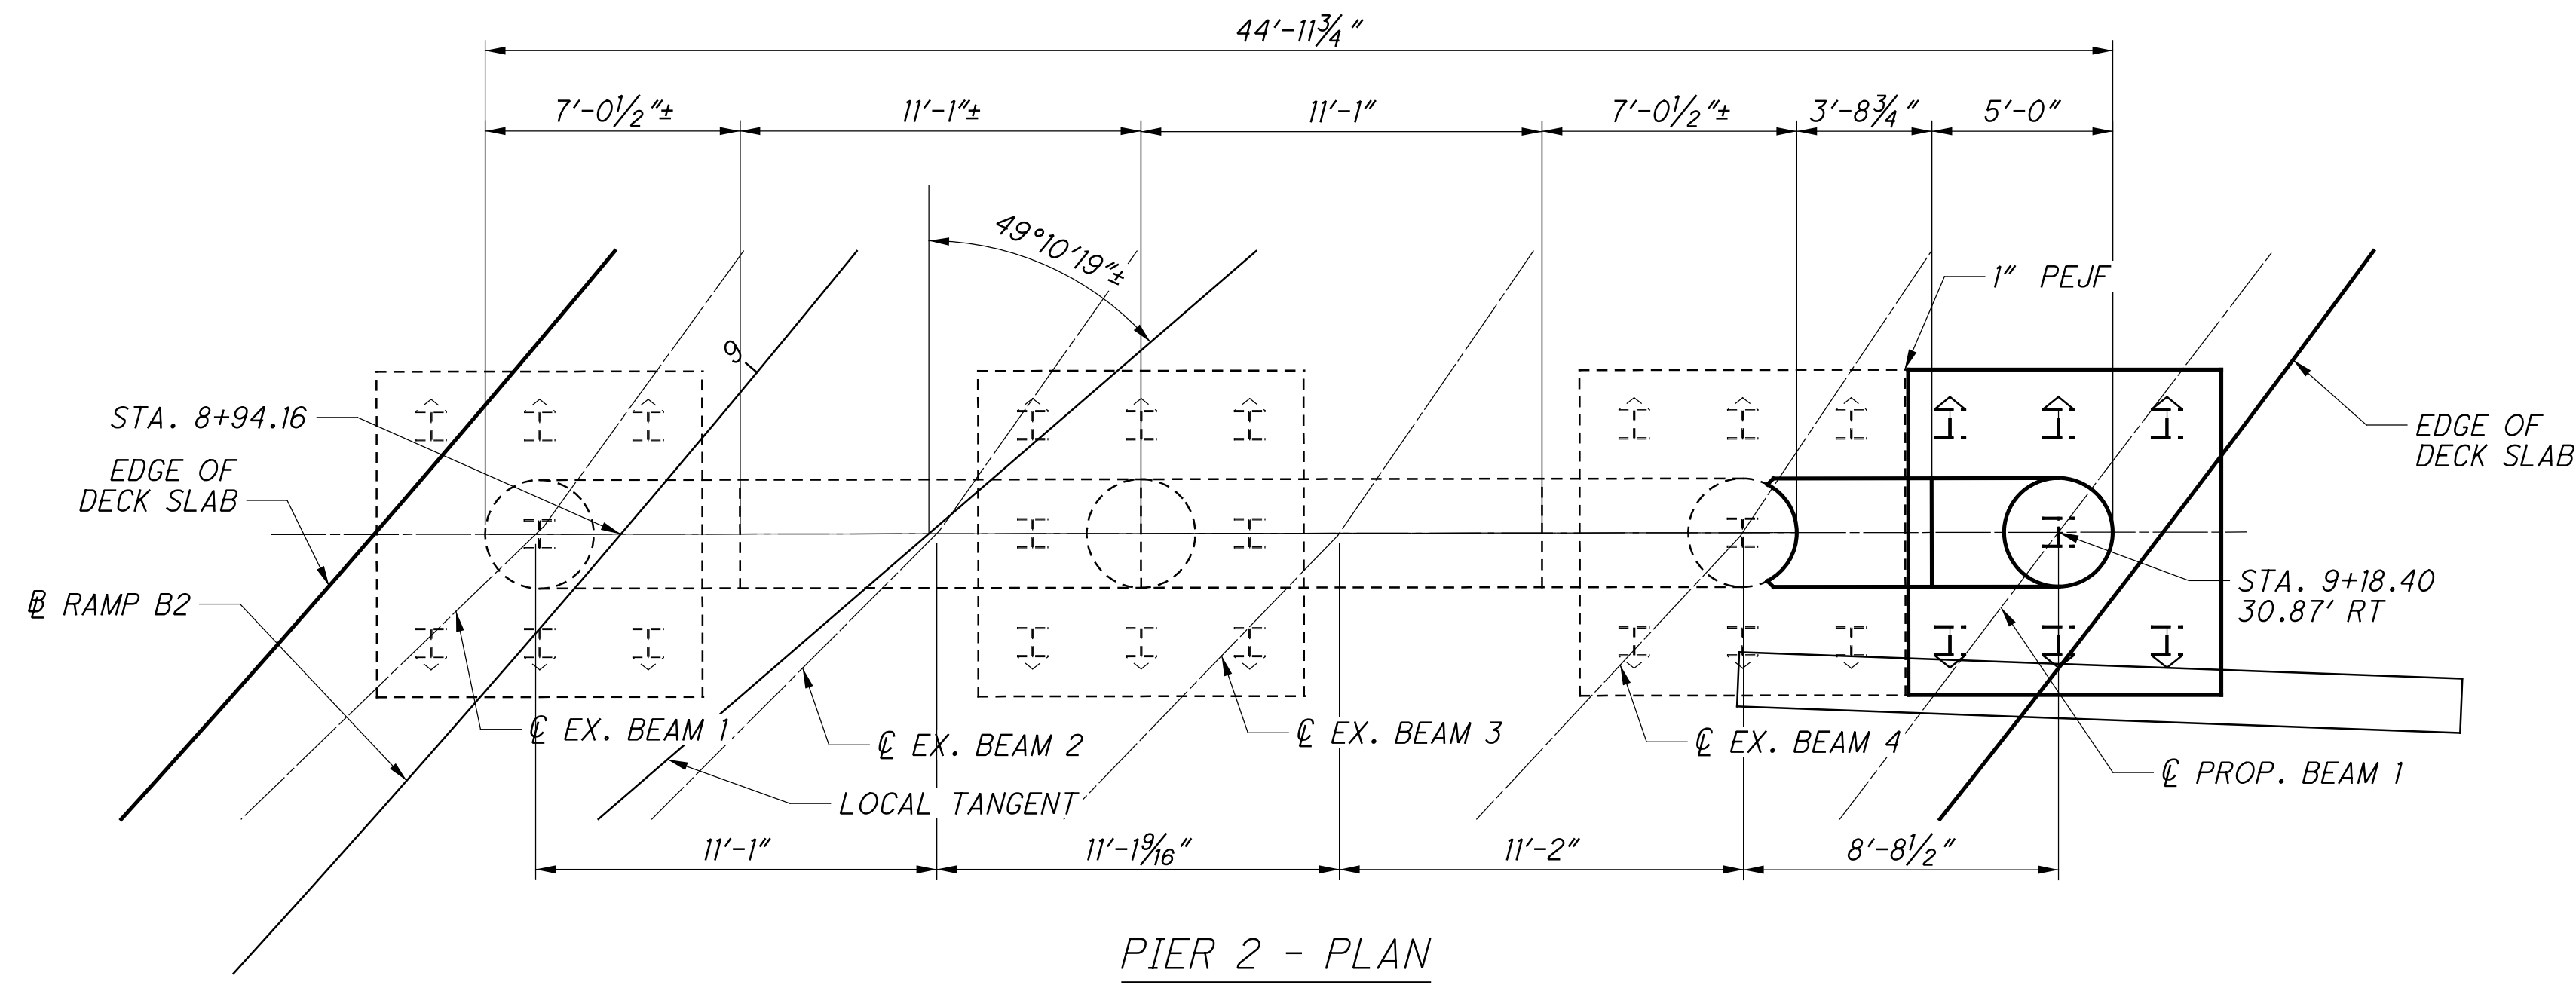 44'-11¾"
7'-0½"±
11'-1"±
11'-1"
7'-0½"±
3'-8¾"
5'-0"
49°10'19"±
1" PEJF
9
STA. 8+94.16
EDGE OF
DECK SLAB
EDGE OF
DECK SLAB
STA. 9+18.40
30.87' RT
℄ RAMP B2
℄ EX. BEAM 1
℄ EX. BEAM 2
℄ EX. BEAM 3
℄ EX. BEAM 4
℄ PROP. BEAM 1
LOCAL TANGENT
11'-1"
11'-1 9/16"
11'-2"
8'-8½"
PIER 2 - PLAN